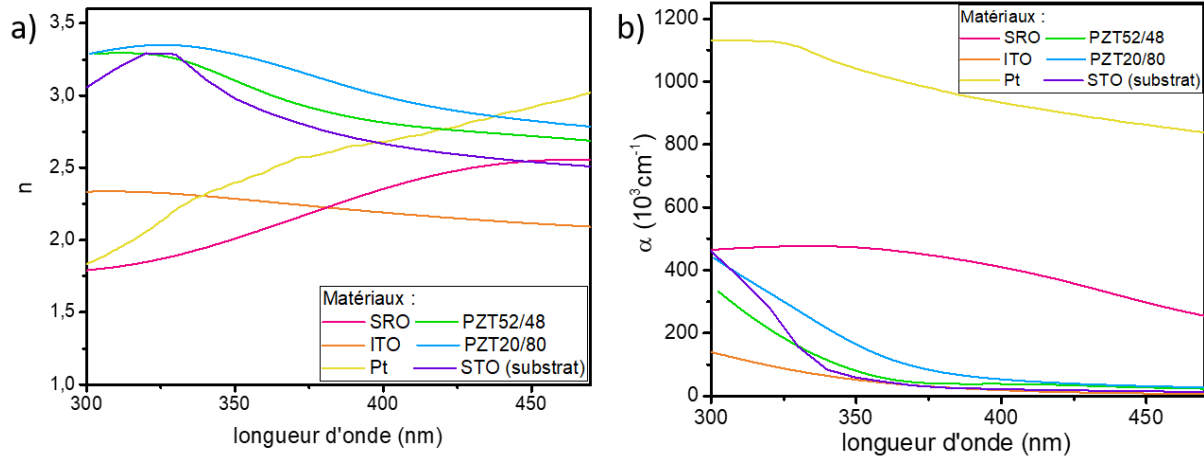 a)
3,5
3,0
2,5
2,0
1,5
1,0
n
300
350
400
450
longueur d'onde (nm)
Matériaux :
SRO PZT52/48
ITO PZT20/80
Pt STO (substrat)
b)
1200
1000
800
600
400
200
0
α (10³cm⁻¹)
300
350
400
450
longueur d'onde (nm)
Matériaux :
SRO PZT52/48
ITO PZT20/80
Pt STO (substrat)